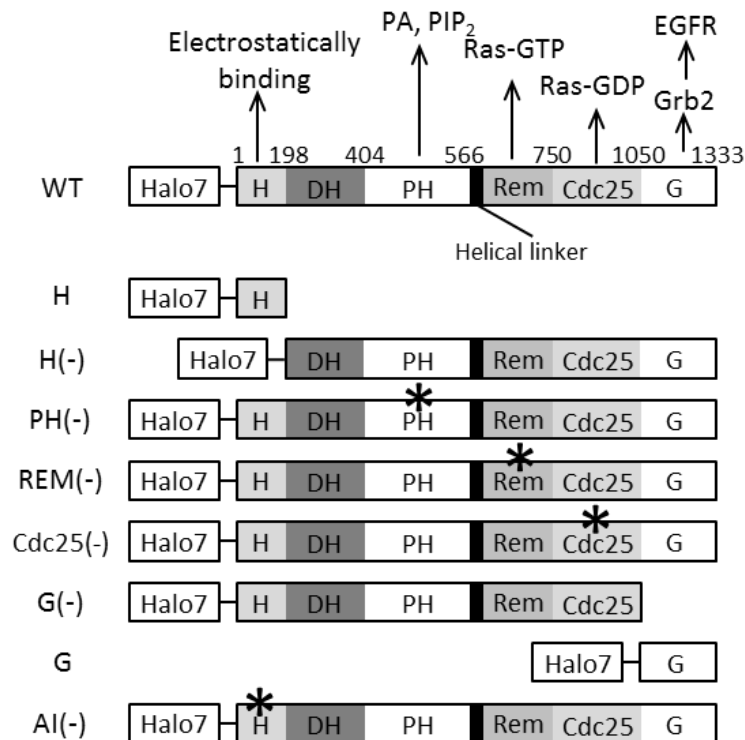 Electrostatically
binding
PA, PIP2
Ras-GTP
Ras-GDP
EGFR
Grb2
1 198 404 566 750 1050 1333
WT Halo7 H DH PH Rem Cdc25 G
Helical linker
H Halo7 H
H(-) Halo7 DH PH Rem Cdc25 G
*
PH(-) Halo7 H DH PH Rem Cdc25 G
*
REM(-) Halo7 H DH PH Rem Cdc25 G
*
Cdc25(-) Halo7 H DH PH Rem Cdc25 G
G(-) Halo7 H DH PH Rem Cdc25
G Halo7 G
*
AI(-) Halo7 H DH PH Rem Cdc25 G